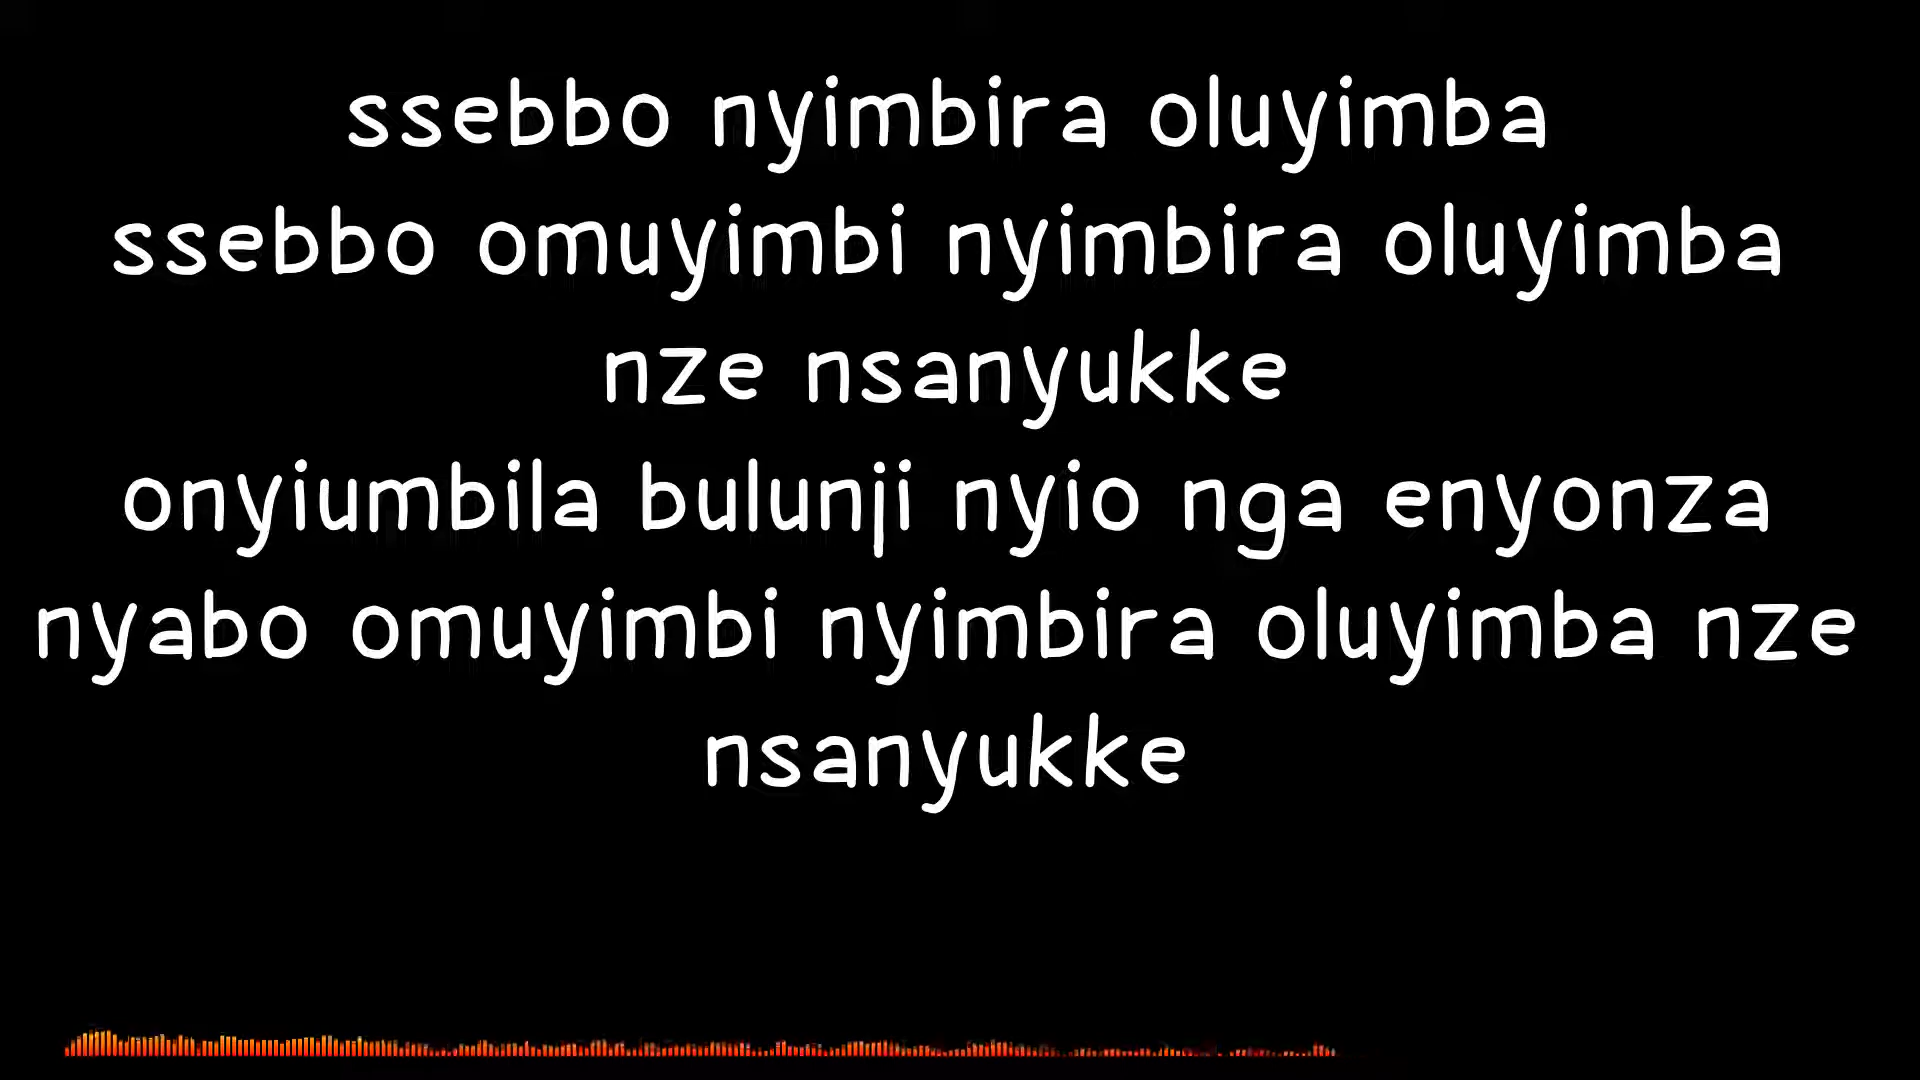 ssebbo nyimbira oluyimba
ssebbo omuyimbi nyimbira oluyimba
nze nsanyukke
onyiumbila bulunji nyio nga enyonza
nyabo omuyimbi nyimbira oluyimba nze
nsanyukke